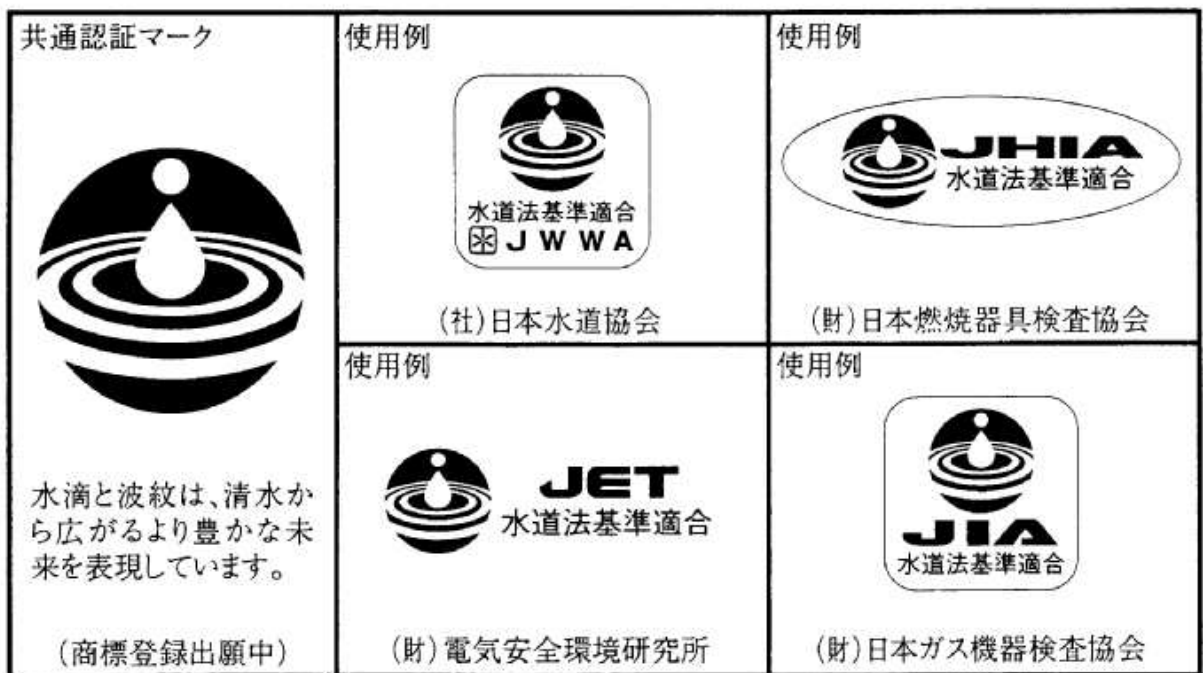 共通認証マーク
水滴と波紋は、清水か
ら広がるより豊かな未
来を表現しています。
(商標登録出願中)
使用例
水道法基準適合
JWWA
(社)日本水道協会
使用例
JHIA
水道法基準適合
(財)日本燃焼器具検査協会
使用例
JET
水道法基準適合
(財)電気安全環境研究所
使用例
JIA
水道法基準適合
(財)日本ガス機器検査協会